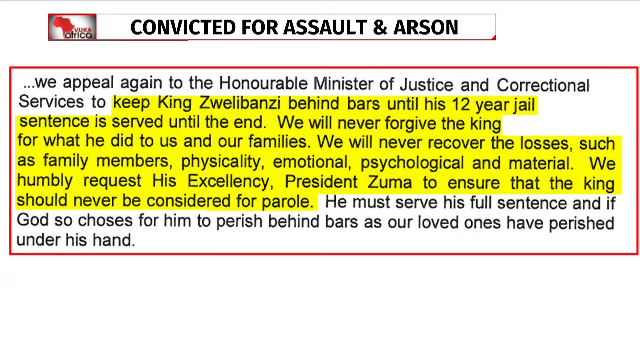 VUKA
africa
CONVICTED FOR ASSAULT & ARSON
...we appeal again to the Honourable Minister of Justice and Correctional
Services to keep King Zwelibanzi behind bars until his 12 year jail
sentence is served until the end. We will never forgive the king
for what he did to us and our families. We will never recover the losses, such
as family members, physicality, emotional, psychological and material. We
humbly request His Excellency, President Zuma to ensure that the king
should never be considered for parole. He must serve his full sentence and if
God so choses for him to perish behind bars as our loved ones have perished
under his hand.